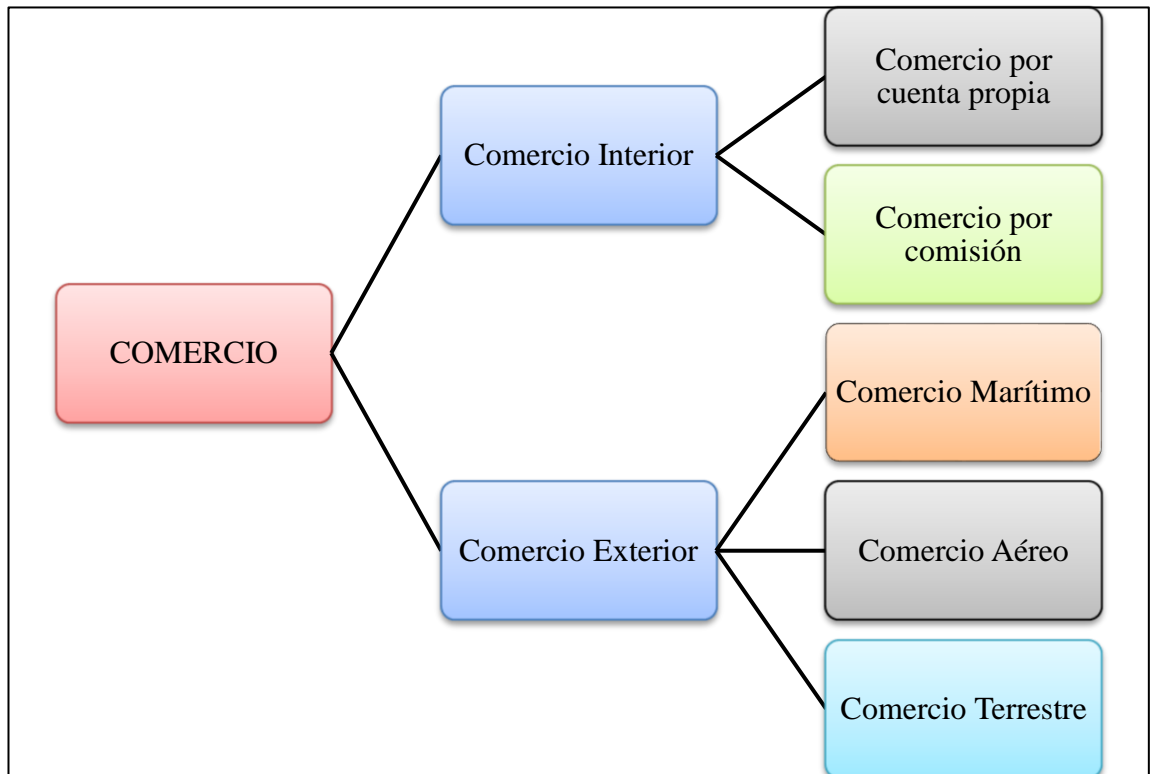 COMERCIO
Comercio Interior
Comercio por
cuenta propia
Comercio por
comisión
Comercio Exterior
Comercio Marítimo
Comercio Aéreo
Comercio Terrestre